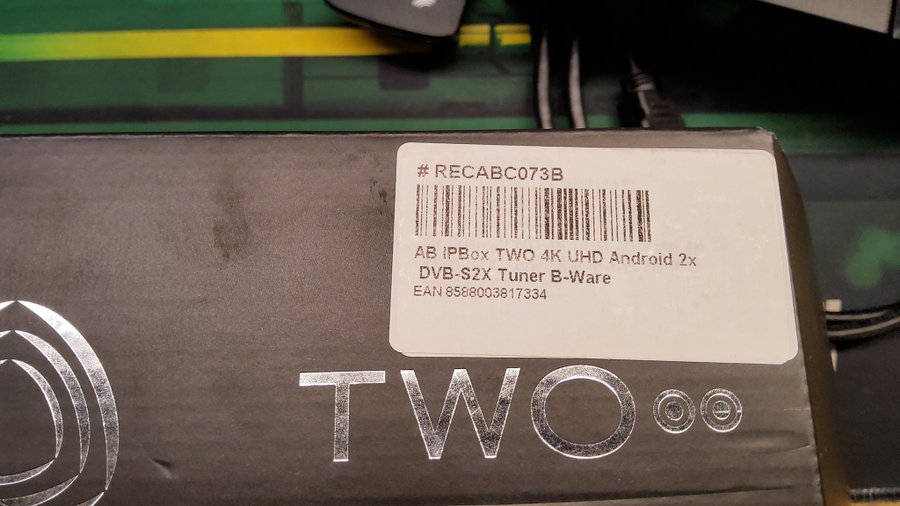 # RECABC073B
AB IPBox TWO 4K UHD Android 2x
DVB-S2X Tuner B-Ware
EAN 8588003817334
TWO